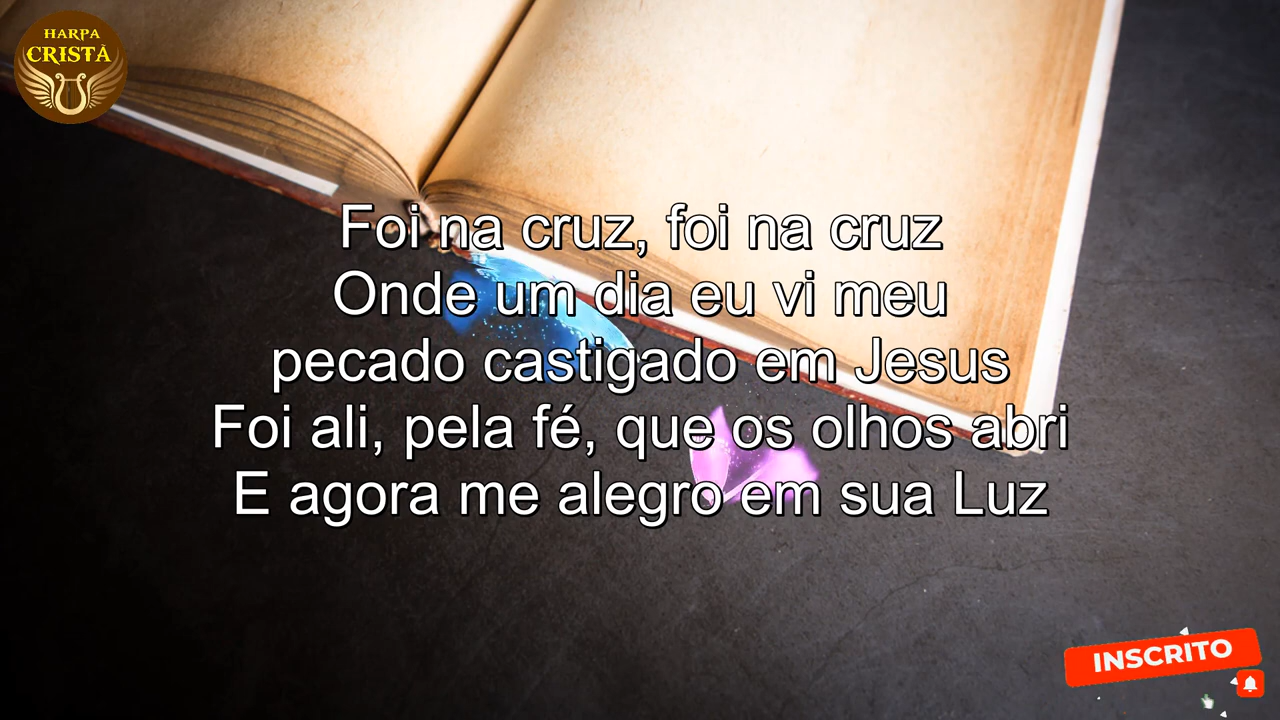 HARPA
CRISTÃ
Foi na cruz, foi na cruz
Onde um dia eu vi meu
pecado castigado em Jesus
Foi ali, pela fé, que os olhos abri
E agora me alegro em sua Luz
INSCRITO